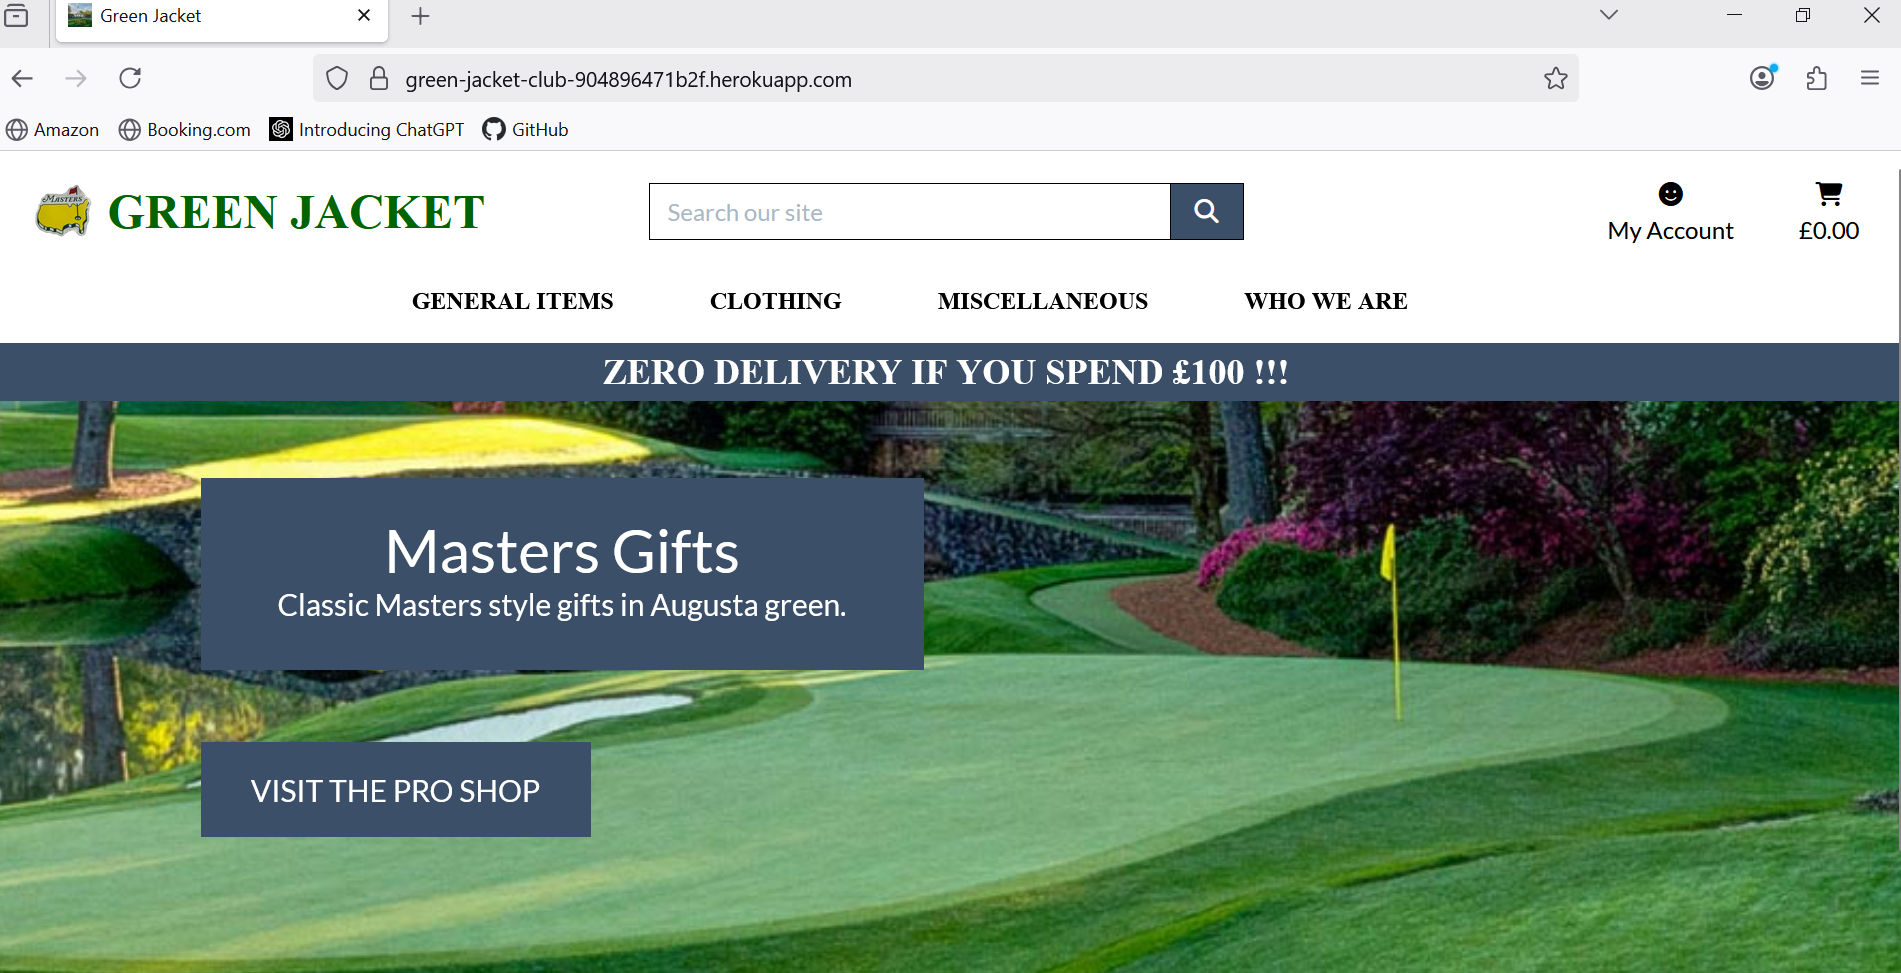 Green Jacket
green-jacket-club-904896471b2f.herokuapp.com
Amazon Booking.com Introducing ChatGPT GitHub
MASTERS
GREEN JACKET
Search our site
My Account
£0.00
GENERAL ITEMS CLOTHING MISCELLANEOUS WHO WE ARE
ZERO DELIVERY IF YOU SPEND £100 !!!
Masters Gifts
Classic Masters style gifts in Augusta green.
VISIT THE PRO SHOP